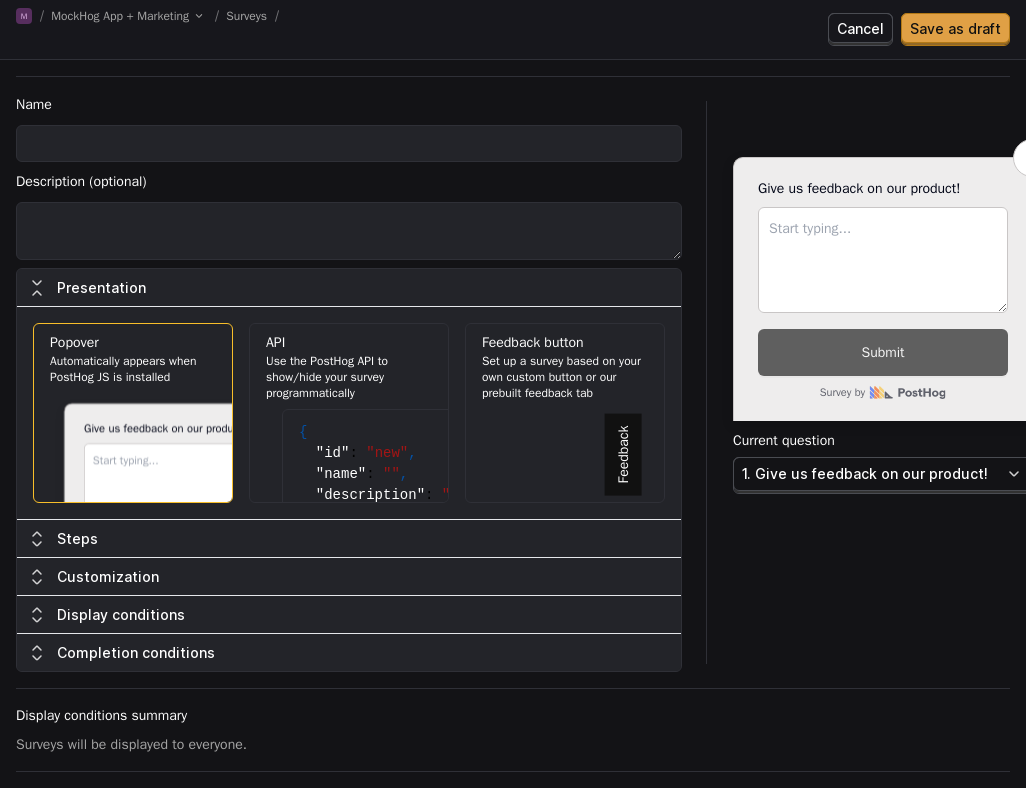 M / MockHog App + Marketing / Surveys /
Cancel
Save as draft
Name
Description (optional)
Presentation
Popover
Automatically appears when
PostHog JS is installed
Give us feedback on our produ
Start typing...
API
Use the PostHog API to
show/hide your survey
programmatically
{
"id": "new",
"name": "",
"description": "
Feedback button
Set up a survey based on your
own custom button or our
prebuilt feedback tab
Feedback
Steps
Customization
Display conditions
Completion conditions
Give us feedback on our product!
Start typing...
Submit
Survey by PostHog
Current question
1. Give us feedback on our product!
Display conditions summary
Surveys will be displayed to everyone.